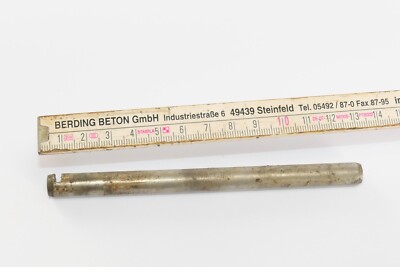 BERDING BETON GmbH Industriestraße 6 49439 Steinfeld Tel. 05492 / 87-0 Fax 87-95
1 2 3 4 5 6 7 8 9 10 11 12 13 14